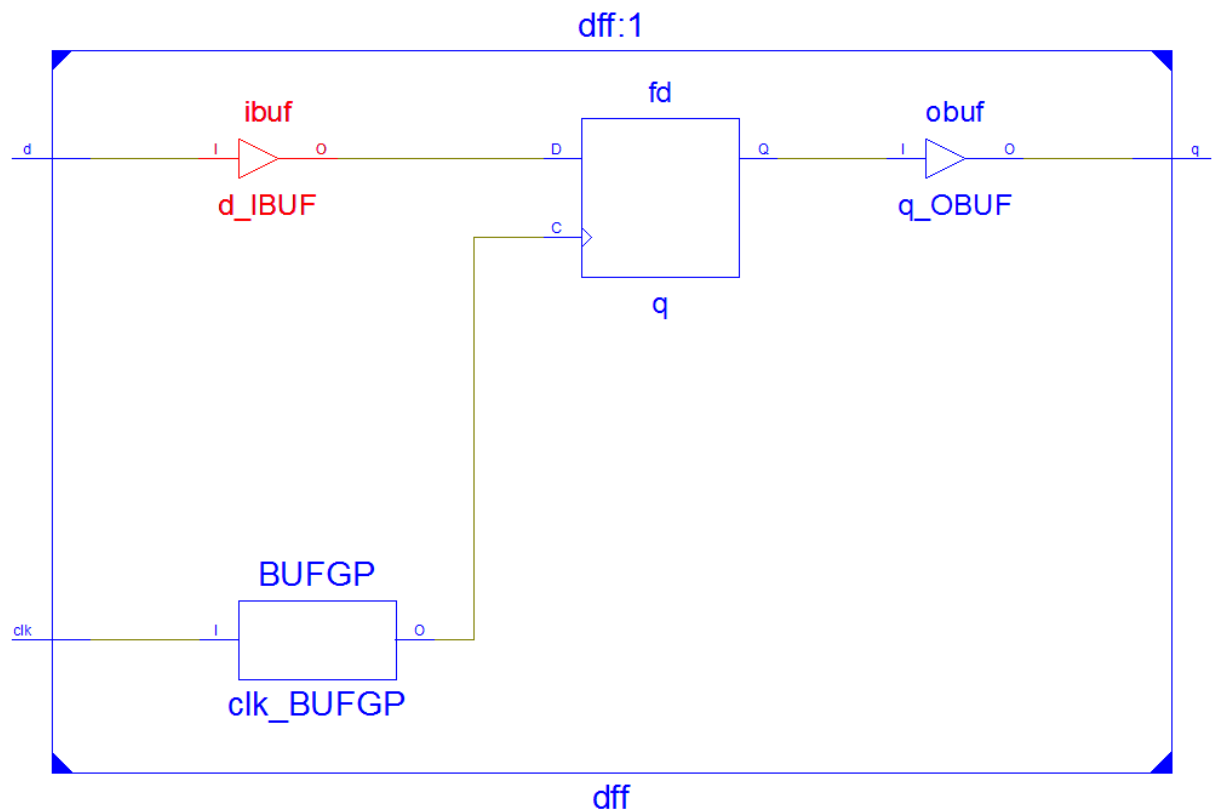 dff:1
ibuf
fd
obuf
d
I
O
D
Q
I
O
q
d_IBUF
q_OBUF
C
q
BUFGP
clk
I
O
clk_BUFGP
dff